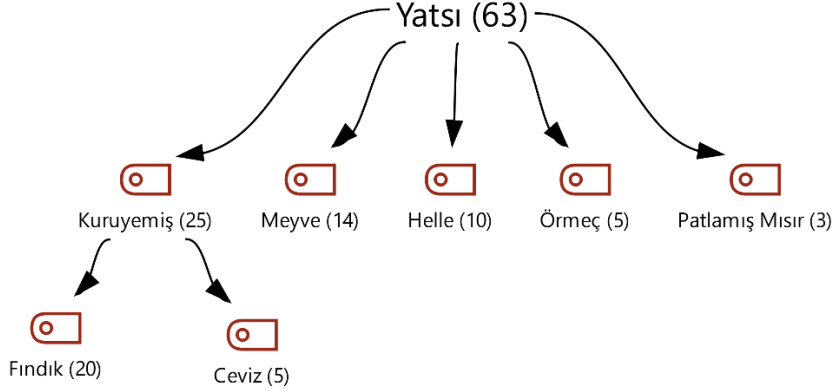 Yatsı (63)
Kuruyemiş (25)
Meyve (14)
Helle (10)
Örmeç (5)
Patlamış Mısır (3)
Fındık (20)
Ceviz (5)